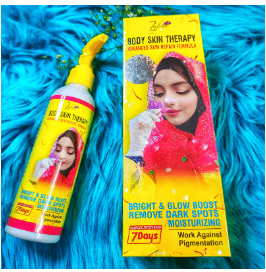 BODY SKIN THERAPY
ADVANCED SKIN REPAIR FORMULA
BRIGHT & GLOW BOOST
REMOVE DARK SPOTS
MOISTURIZING
7Days
Work Against
Pigmentation
BODY SKIN THERAPY
BRIGHT & GLOW BOOST
REMOVE DARK SPOTS
MOISTURIZING
7Days
Work Against
Pigmentation